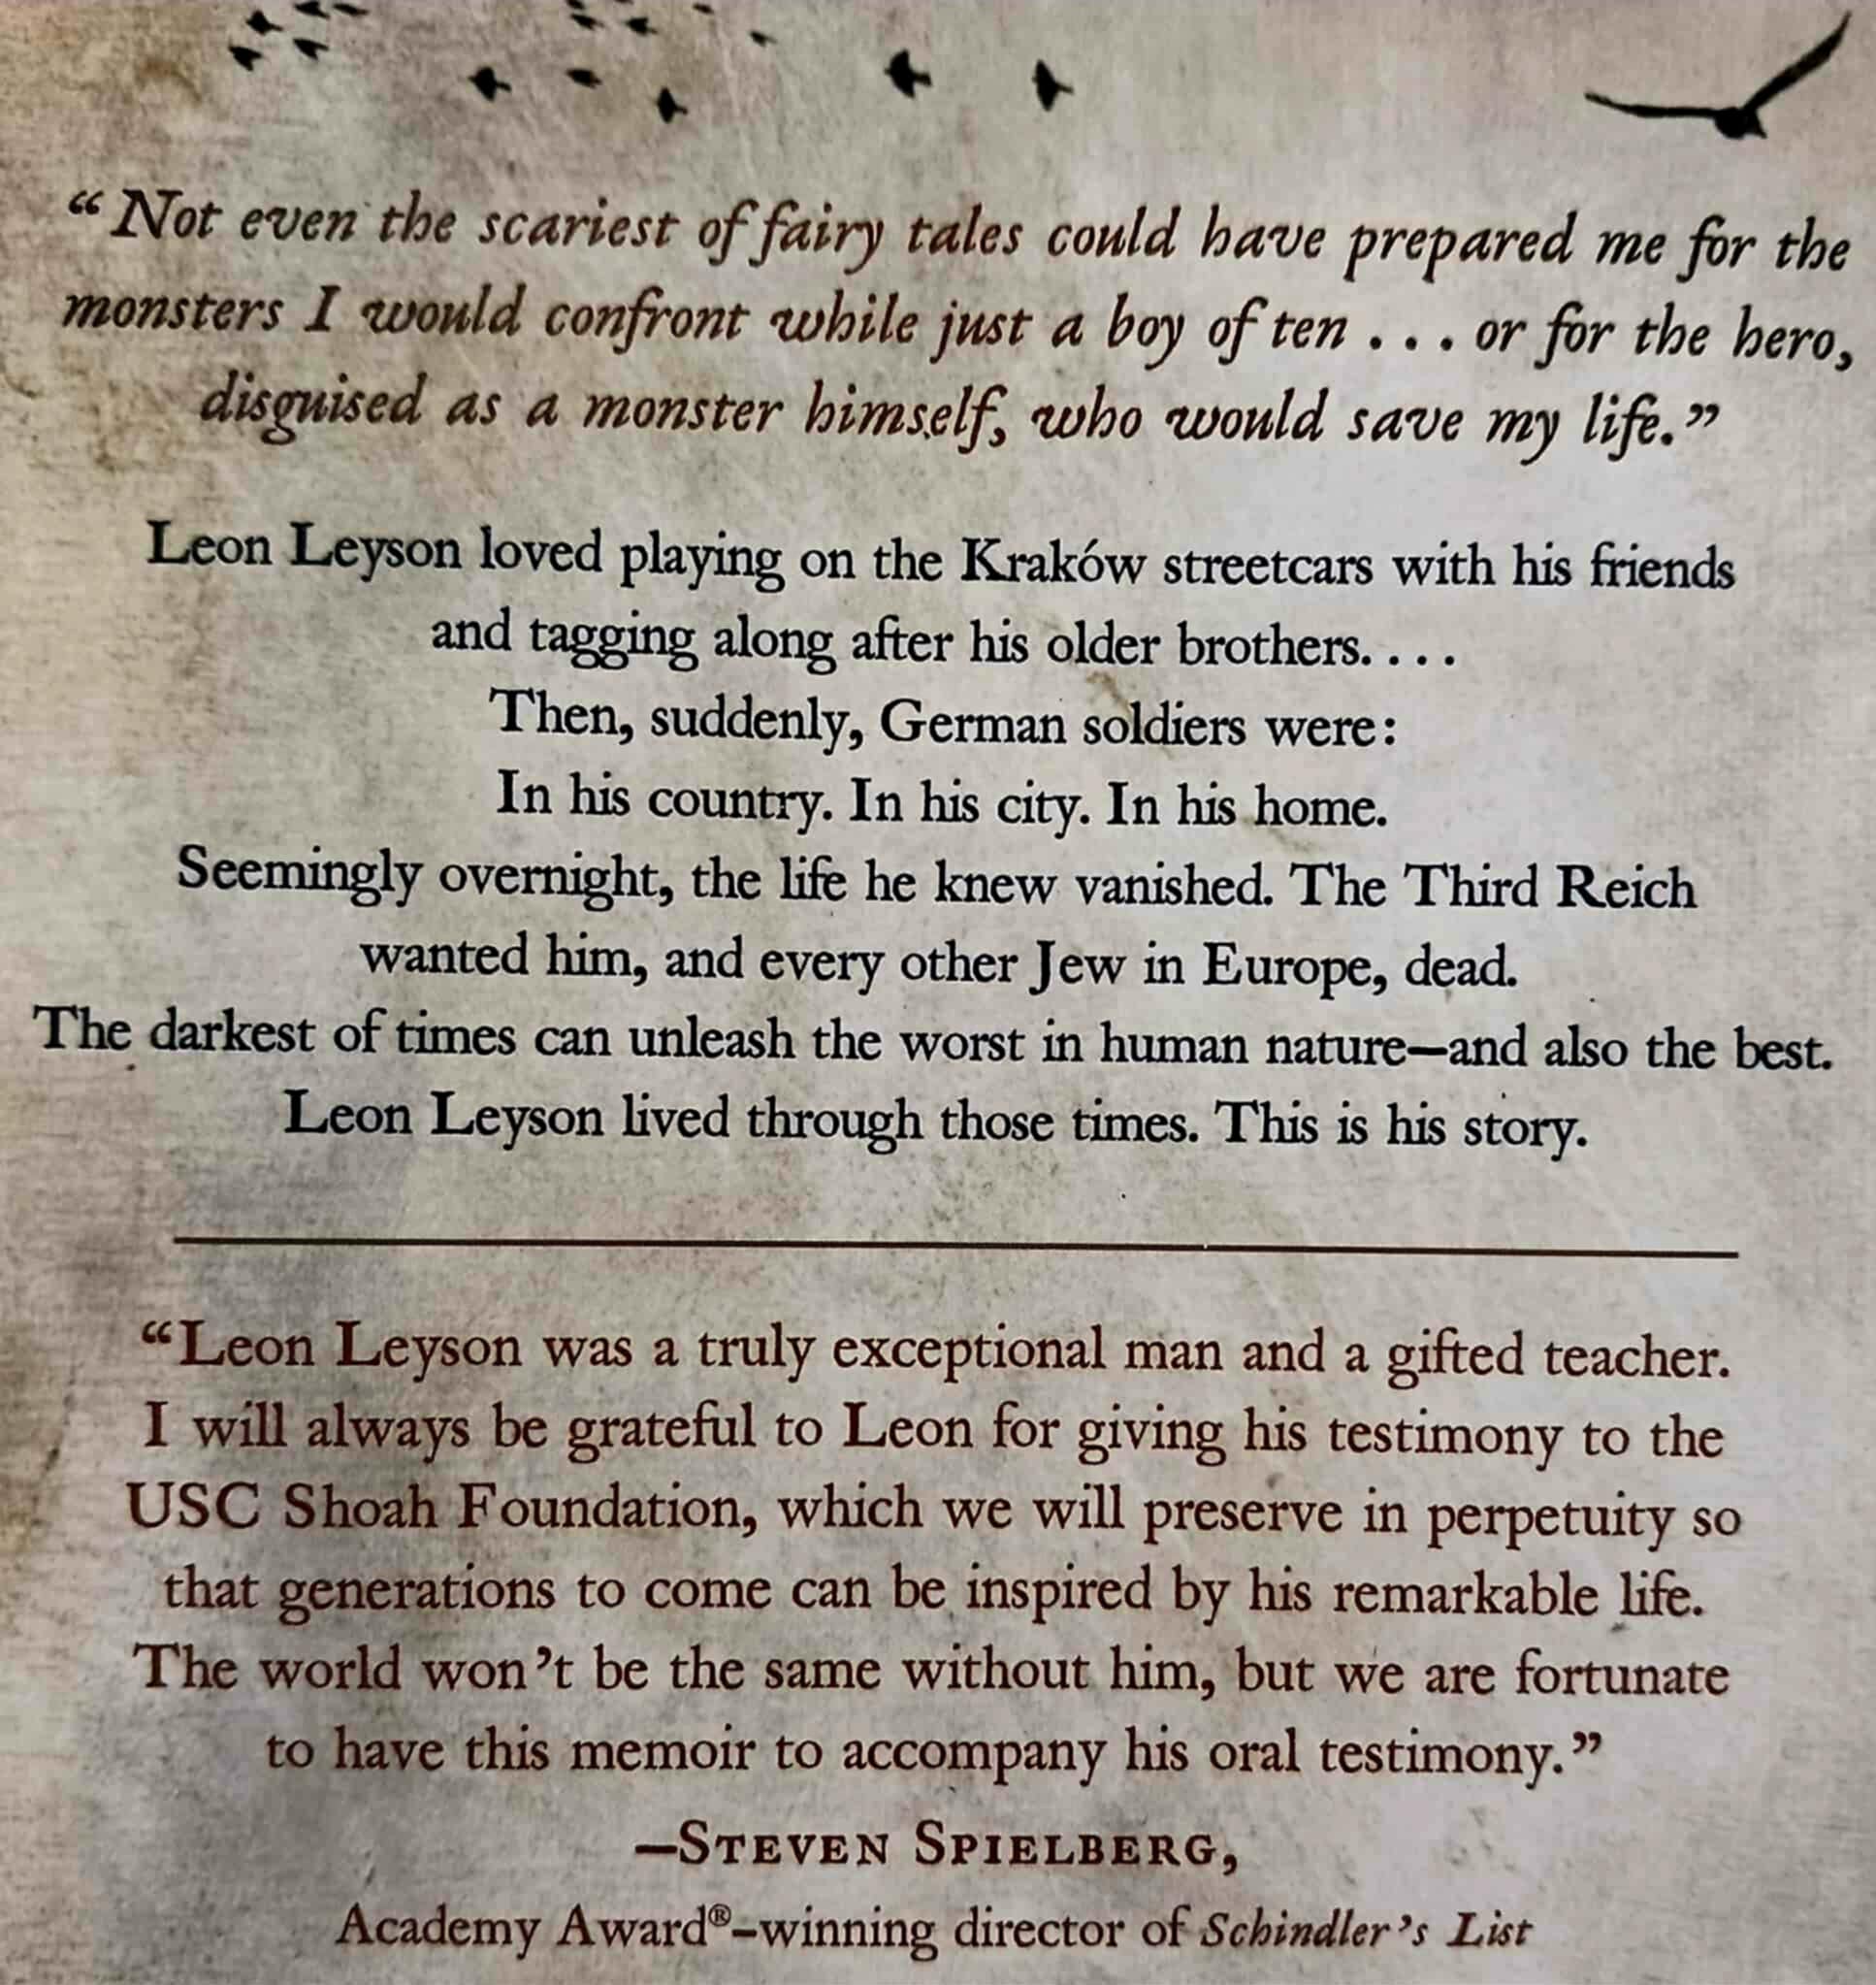 “Not even the scariest of fairy tales could have prepared me for the
monsters I would confront while just a boy of ten . . . or for the hero,
disguised as a monster himself, who would save my life.”
Leon Leyson loved playing on the Kraków streetcars with his friends
and tagging along after his older brothers. . . .
Then, suddenly, German soldiers were:
In his country. In his city. In his home.
Seemingly overnight, the life he knew vanished. The Third Reich
wanted him, and every other Jew in Europe, dead.
The darkest of times can unleash the worst in human nature—and also the best.
Leon Leyson lived through those times. This is his story.
“Leon Leyson was a truly exceptional man and a gifted teacher.
I will always be grateful to Leon for giving his testimony to the
USC Shoah Foundation, which we will preserve in perpetuity so
that generations to come can be inspired by his remarkable life.
The world won’t be the same without him, but we are fortunate
to have this memoir to accompany his oral testimony.”
—STEVEN SPIELBERG,
Academy Award®–winning director of Schindler’s List